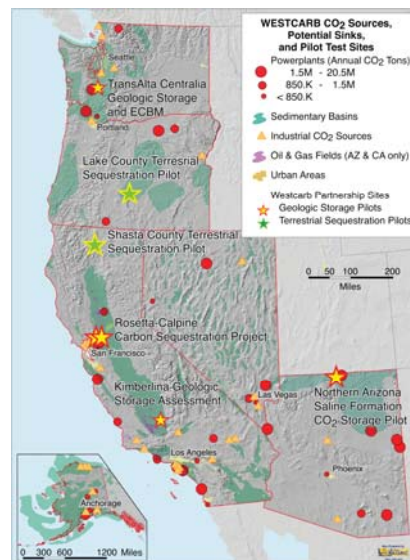 WESTCARB CO2 Sources,
Potential Sinks,
and Pilot Test Sites
Powerplants (Annual CO2 Tons)
1.5M - 20.5M
850.K - 1.5M
< 850.K
Sedimentary Basins
Industrial CO2 Sources
Oil & Gas Fields (AZ & CA only)
Urban Areas
Westcarb Partnership Sites
Geologic Storage Pilots
Terrestrial Sequestration Pilot
Seattle
TransAlta Centralia
Geologic Storage
and ECBM
Portland
Lake County Terresrial
Sequestration Pilot
Shasta County Terrestrial
Sequestration Pilot
0 50 100 200
Miles
Rosetta-Calpine
Carbon Sequestration Project
San Francisco
Kimberlina Geologic
Storage Assessment
Las Vegas
Northern Arizona
Saline Formation
CO2 Storage Pilot
Los Angeles
Phoenix
Anchorage
0 300 600 1200 Miles